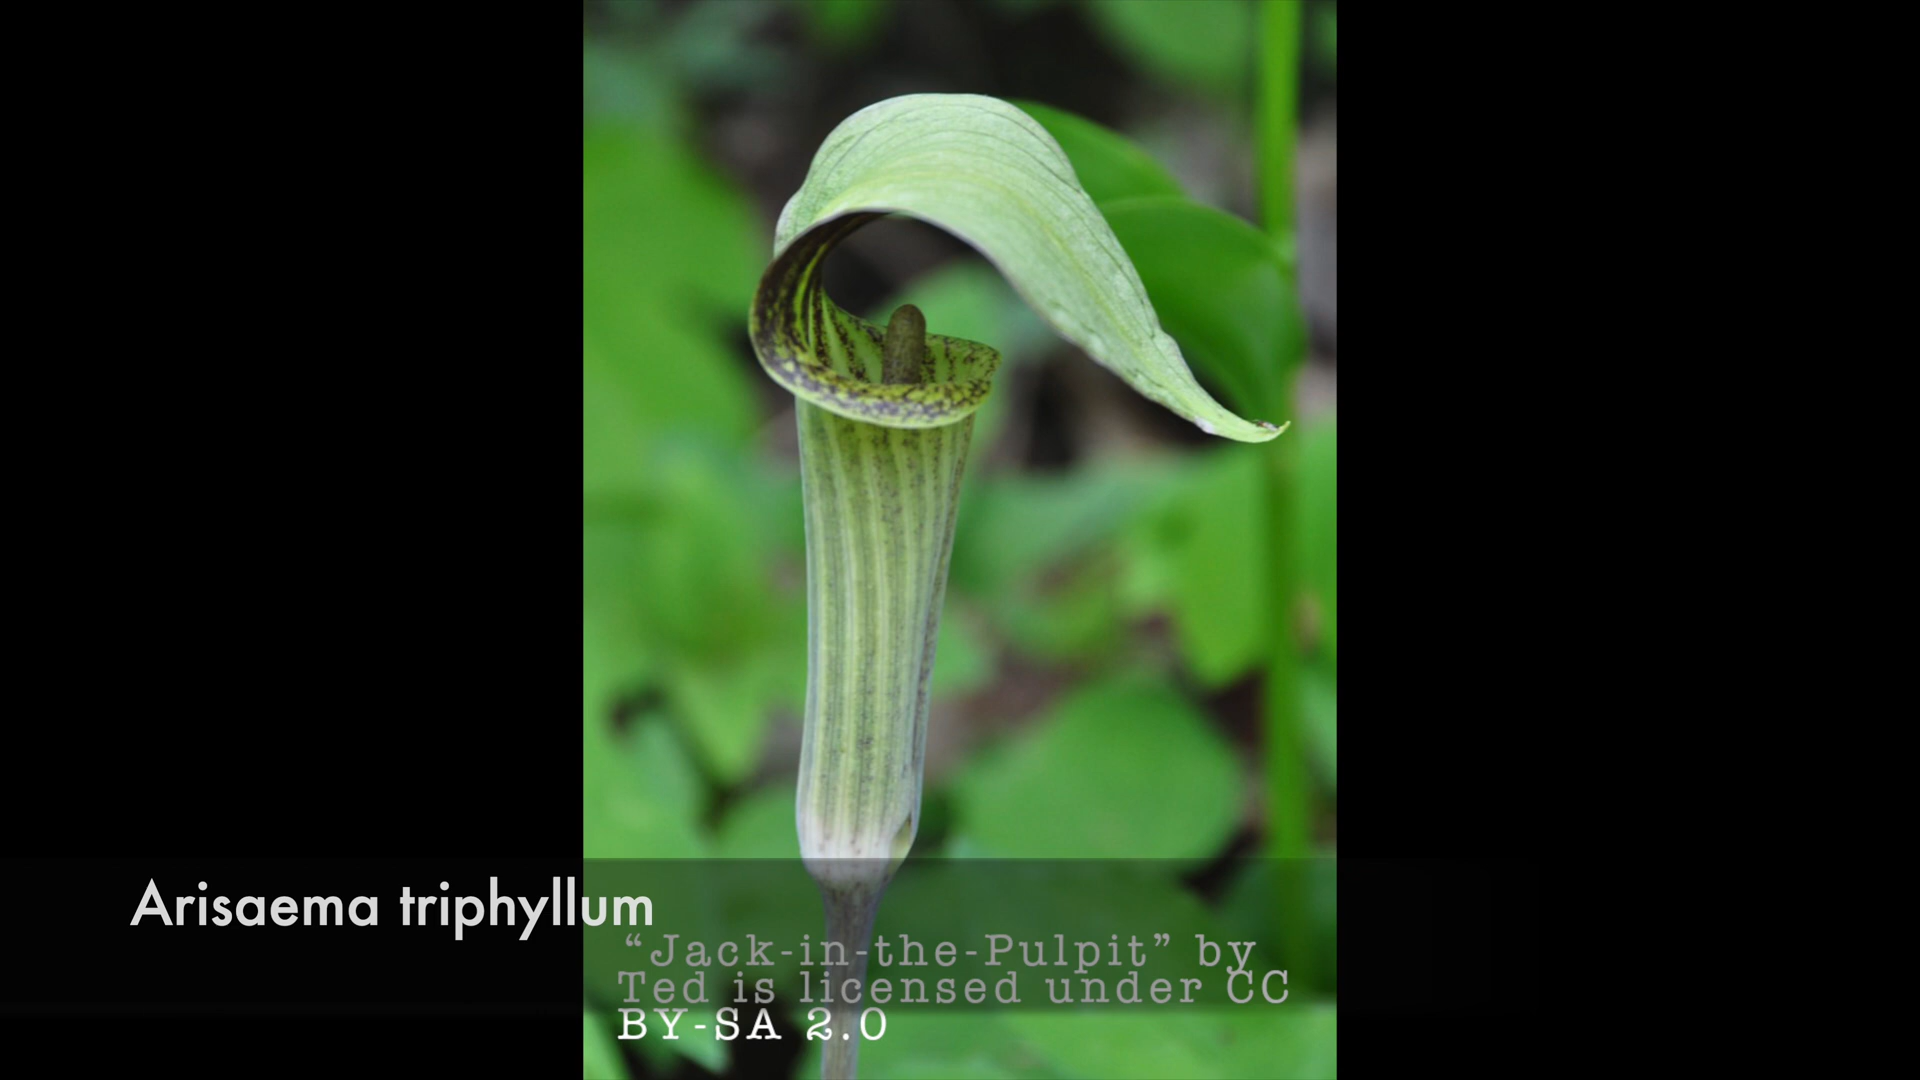 Arisaema triphyllum
“Jack-in-the-Pulpit” by
Ted is licensed under CC
BY-SA 2.0